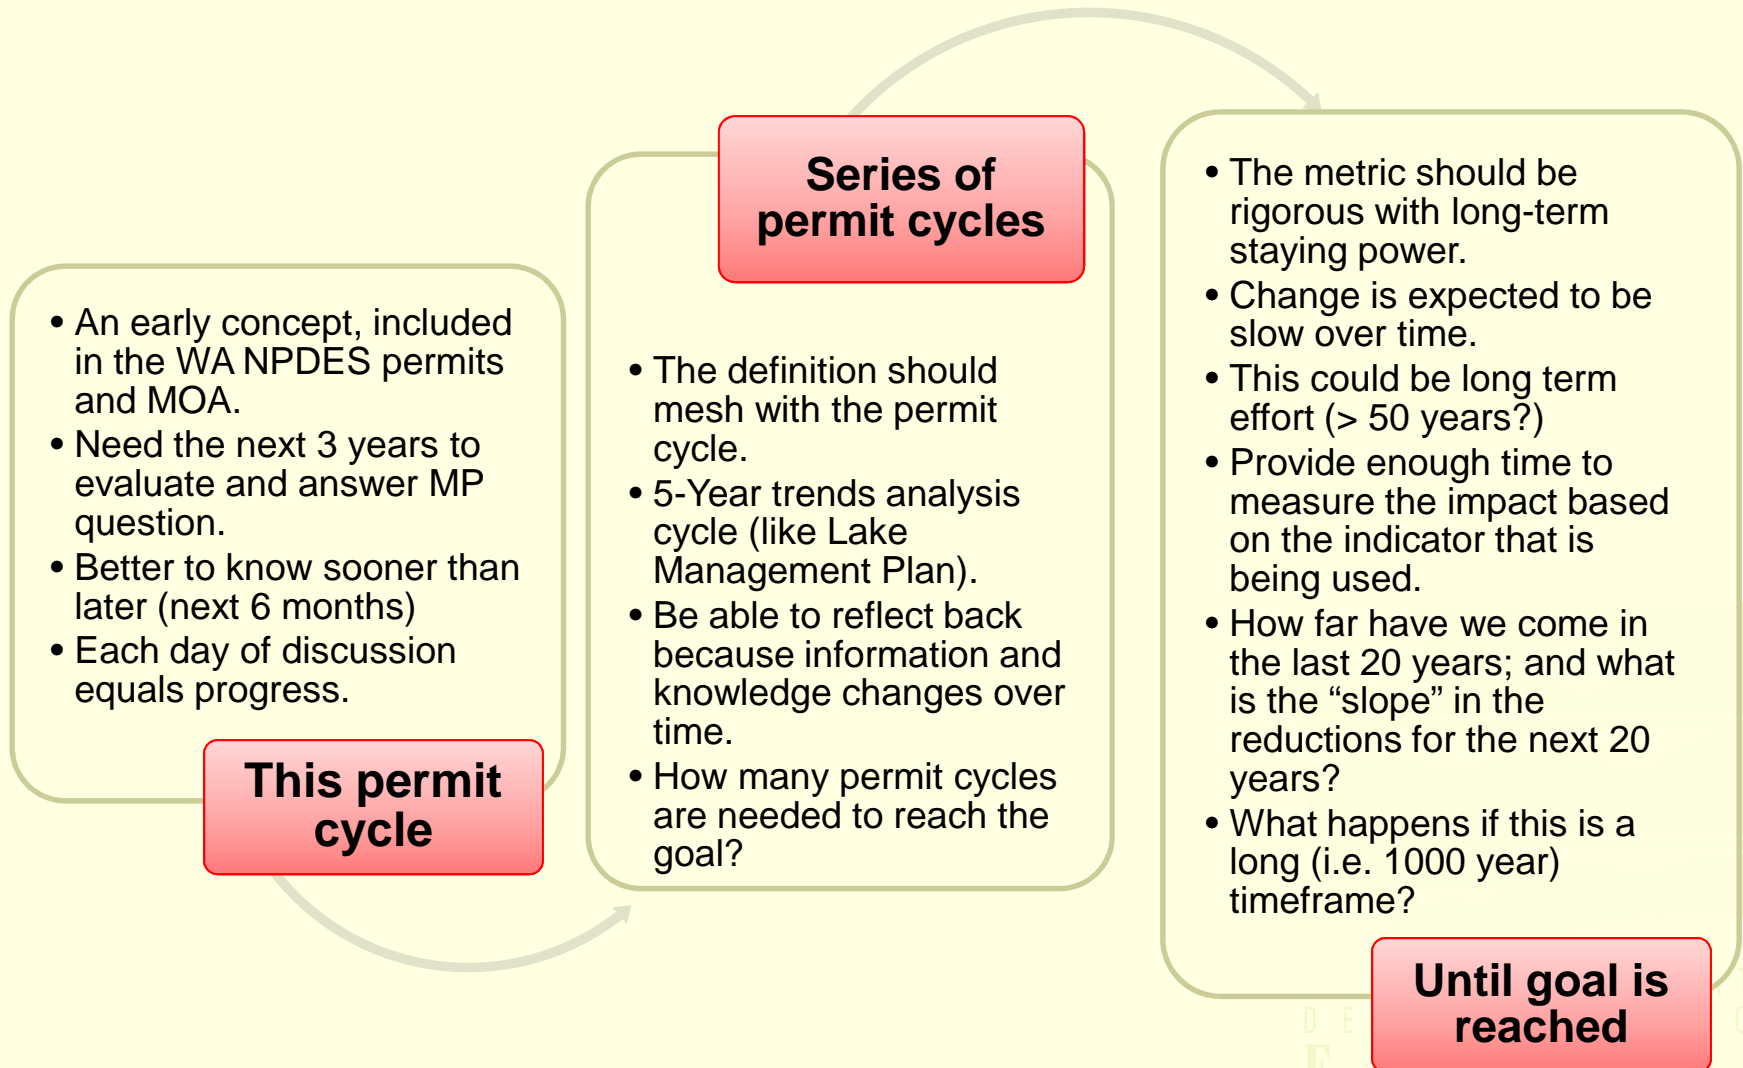 • An early concept, included
in the WA NPDES permits
and MOA.
• Need the next 3 years to
evaluate and answer MP
question.
• Better to know sooner than
later (next 6 months)
• Each day of discussion
equals progress.
This permit
cycle
Series of
permit cycles
• The definition should
mesh with the permit
cycle.
• 5-Year trends analysis
cycle (like Lake
Management Plan).
• Be able to reflect back
because information and
knowledge changes over
time.
• How many permit cycles
are needed to reach the
goal?
• The metric should be
rigorous with long-term
staying power.
• Change is expected to be
slow over time.
• This could be long term
effort (> 50 years?)
• Provide enough time to
measure the impact based
on the indicator that is
being used.
• How far have we come in
the last 20 years; and what
is the “slope” in the
reductions for the next 20
years?
• What happens if this is a
long (i.e. 1000 year)
timeframe?
Until goal is
reached